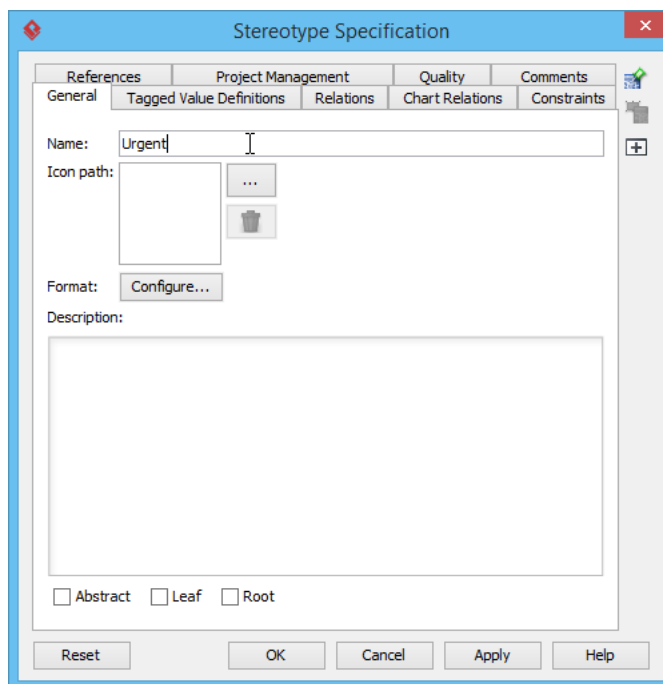 Stereotype Specification
References Project Management Quality Comments
General Tagged Value Definitions Relations Chart Relations Constraints
Name: Urgent
Icon path: ...
Format: Configure...
Description:
Abstract Leaf Root
Reset OK Cancel Apply Help